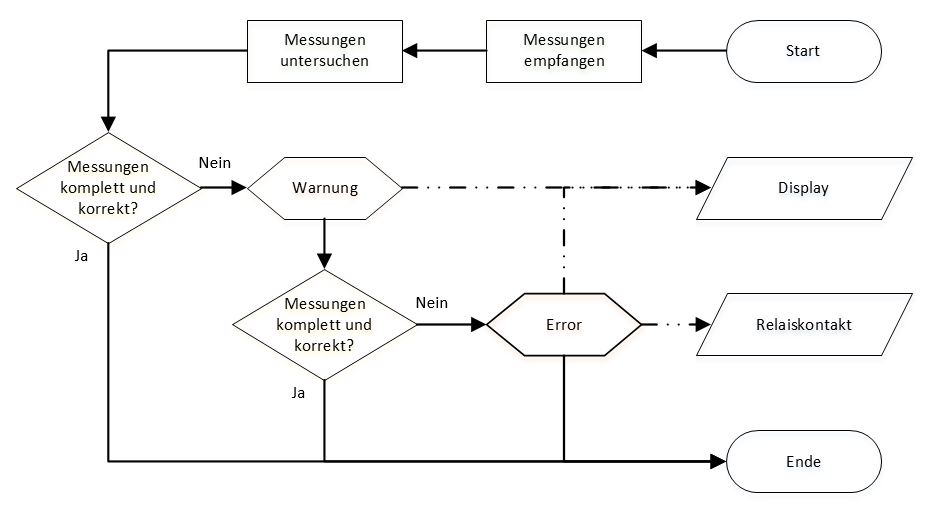 Messungen
untersuchen
Messungen
empfangen
Start
Messungen
komplett und
korrekt?
Nein
Warnung
Display
Ja
Messungen
komplett und
korrekt?
Nein
Error
Relaiskontakt
Ja
Ende